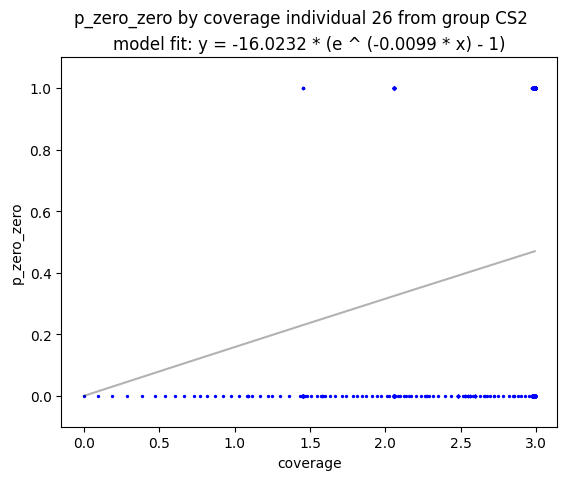 p_zero_zero by coverage individual 26 from group CS2
model fit: y = -16.0232 * (e ^ (-0.0099 * x) - 1)
1.0
0.8
0.6
0.4
0.2
0.0
p_zero_zero
0.0 0.5 1.0 1.5 2.0 2.5 3.0
coverage